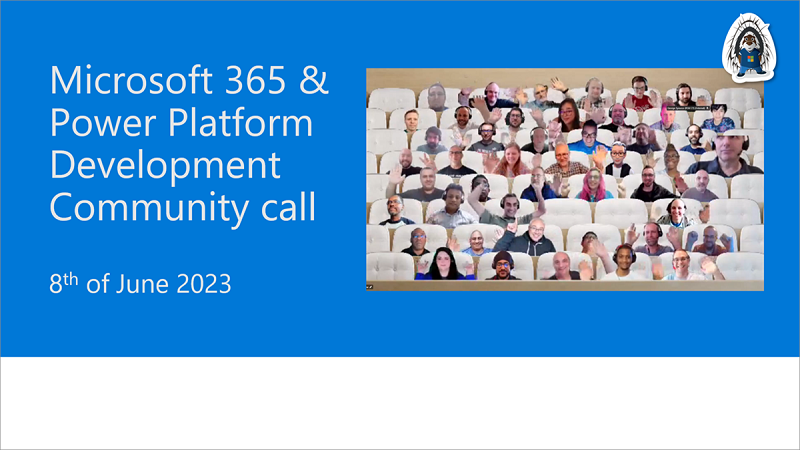 Microsoft 365 &
Power Platform
Development
Community call
8th of June 2023